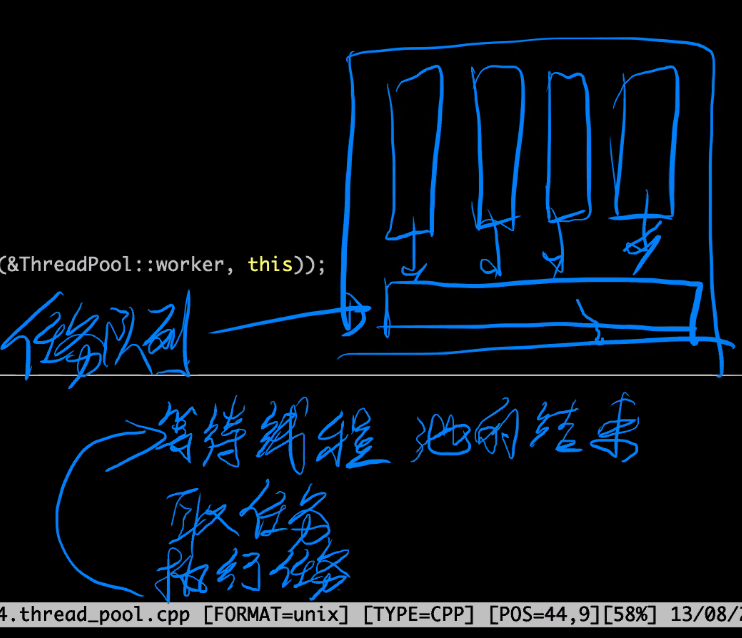 (&ThreadPool::worker, this));
任务队列
等待线程池的结束
取任务
执行任务
4.thread_pool.cpp [FORMAT=unix] [TYPE=CPP] [POS=44,9][58%] 13/08/2